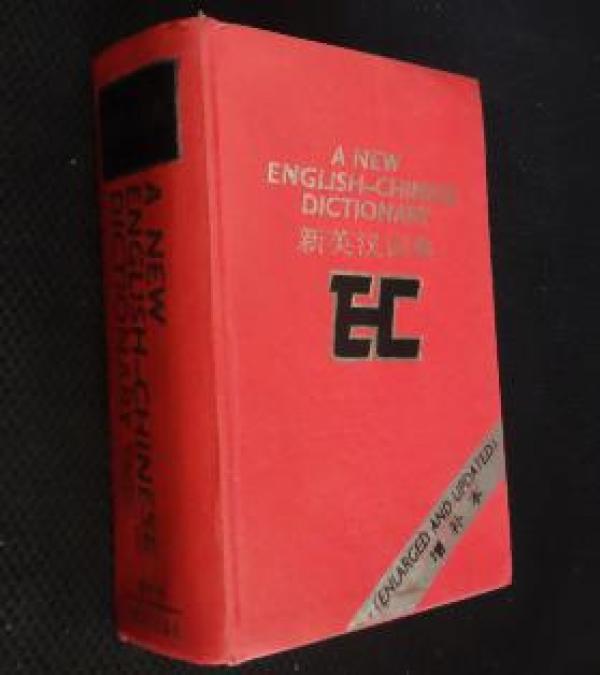 A NEW
ENGLISH-CHINESE
DICTIONARY
新英汉词典
EC
(ENLARGED AND UPDATED)
增补本
A NEW
ENGLISH-CHINESE
DICTIONARY